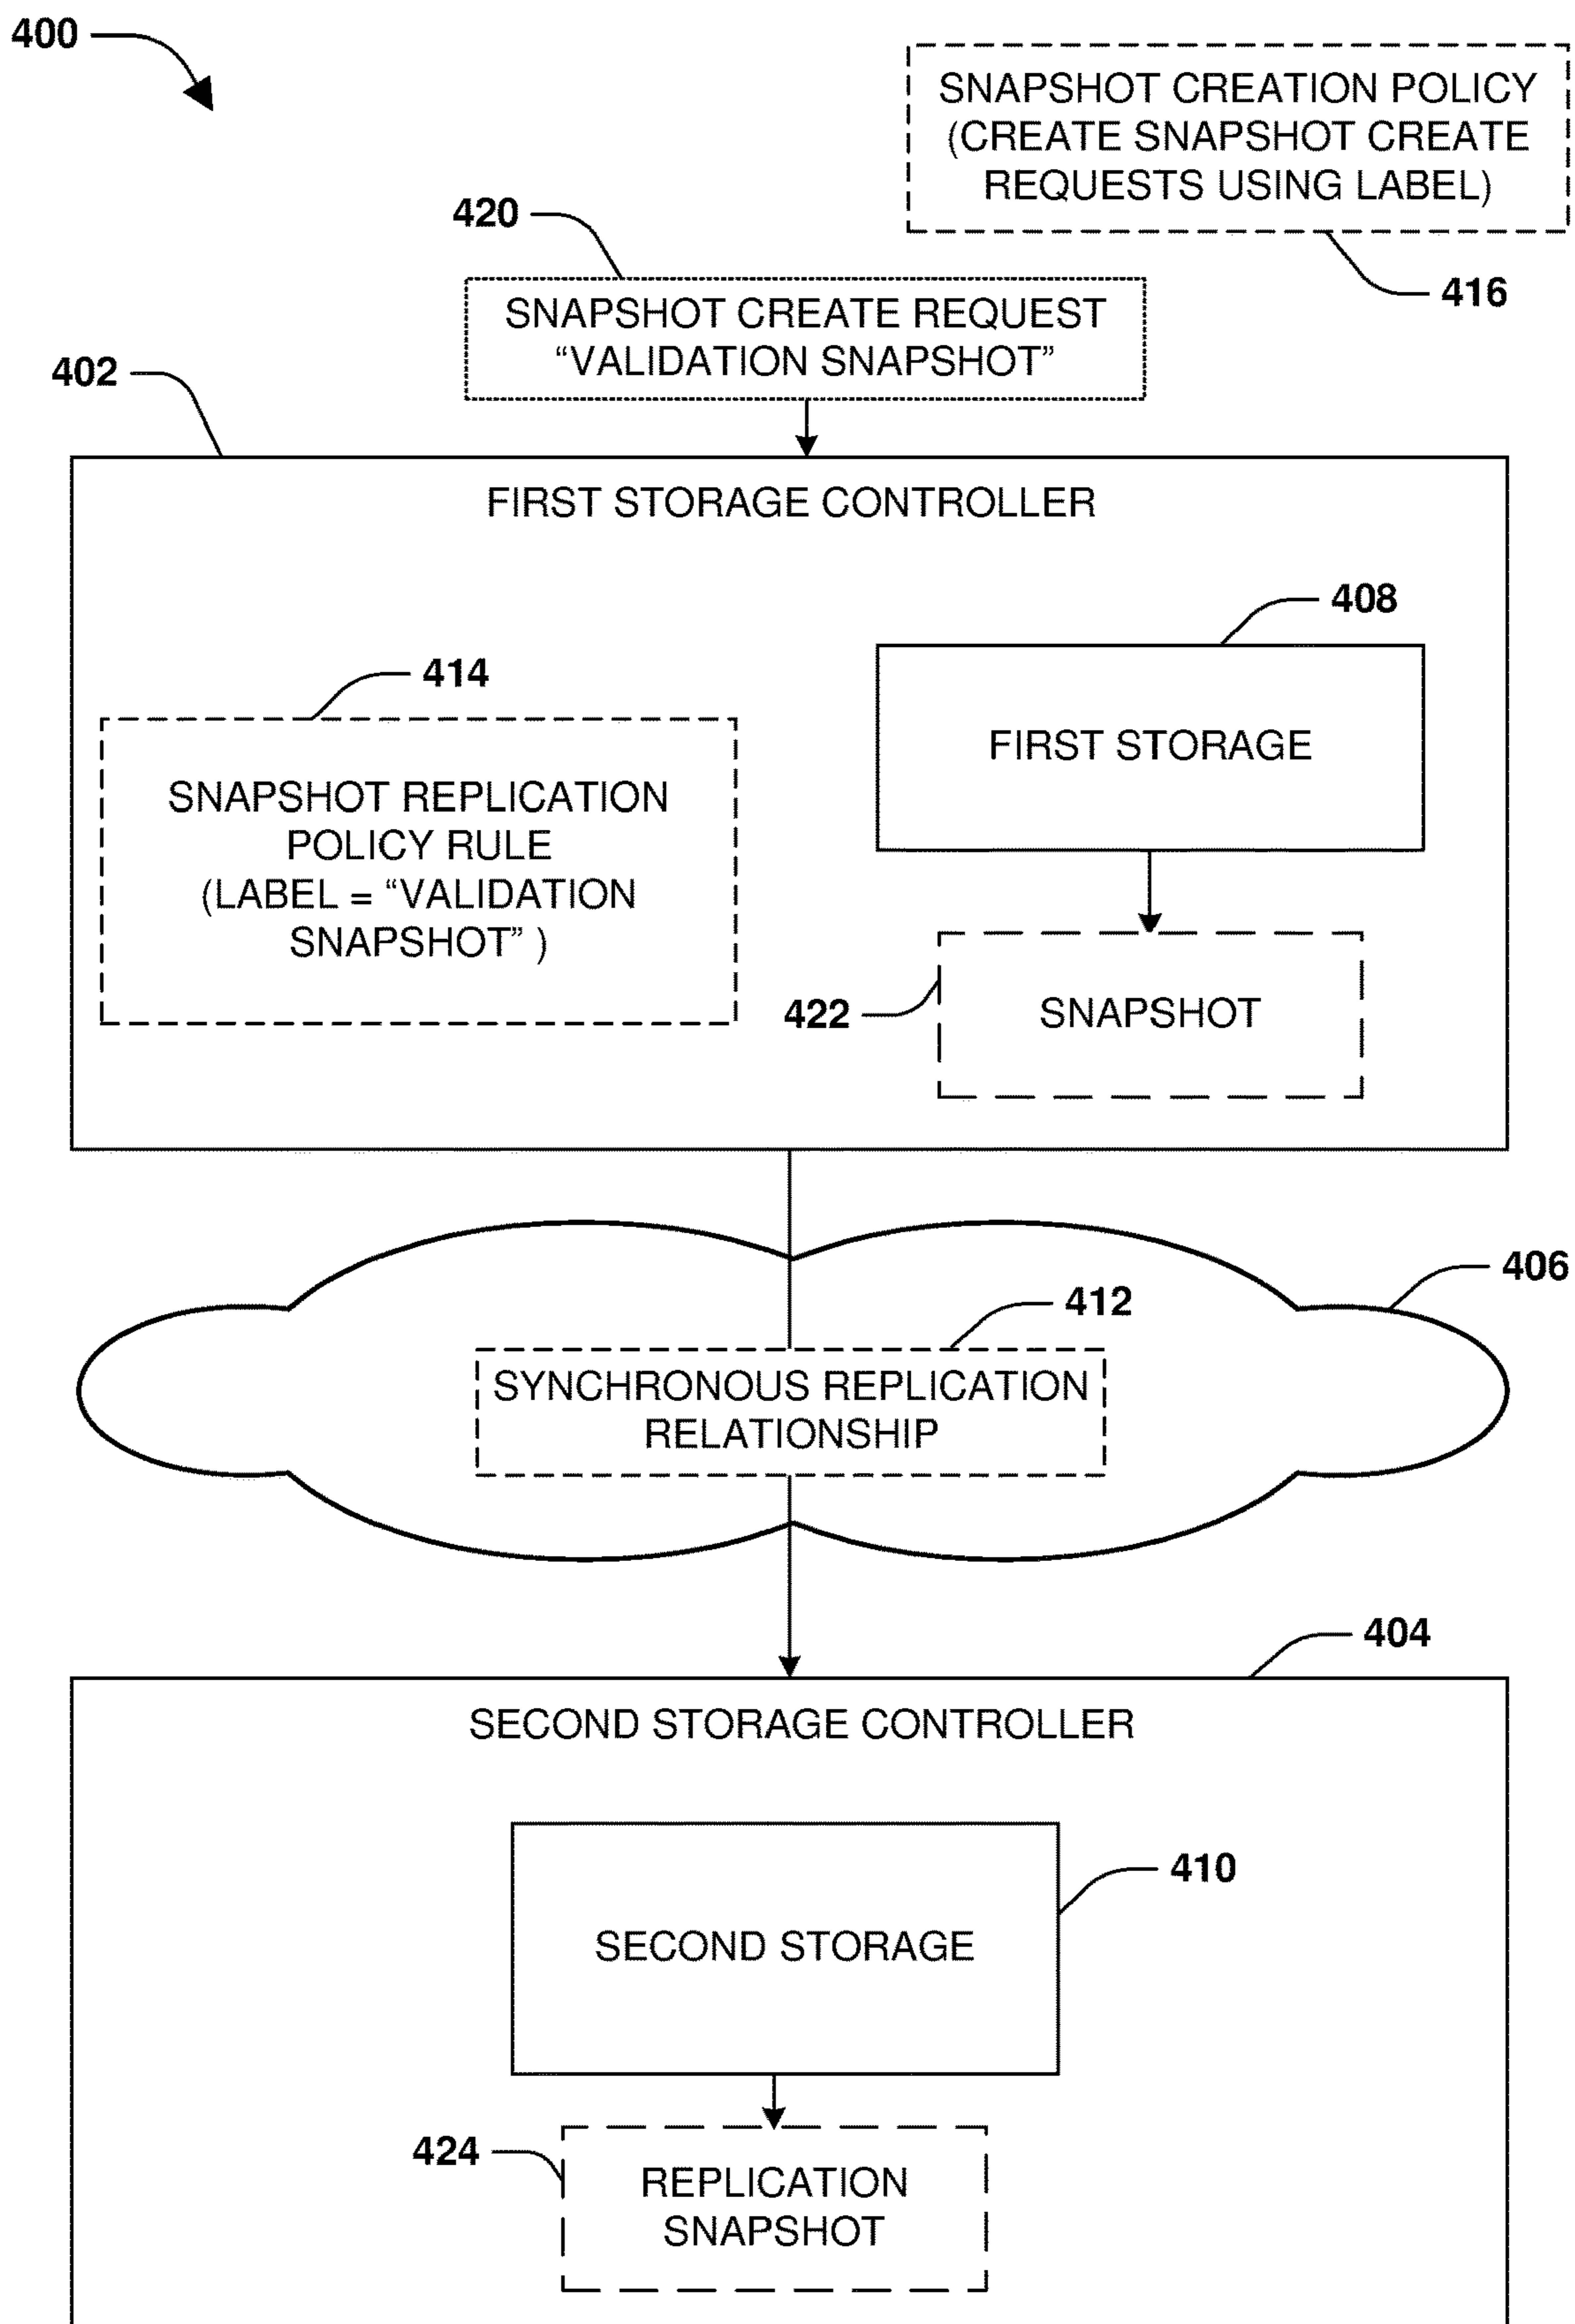 400
SNAPSHOT CREATION POLICY
(CREATE SNAPSHOT CREATE
REQUESTS USING LABEL)
416
420
SNAPSHOT CREATE REQUEST
“VALIDATION SNAPSHOT”
402
FIRST STORAGE CONTROLLER
408
FIRST STORAGE
414
SNAPSHOT REPLICATION
POLICY RULE
(LABEL = “VALIDATION
SNAPSHOT” )
422
SNAPSHOT
406
412
SYNCHRONOUS REPLICATION
RELATIONSHIP
404
SECOND STORAGE CONTROLLER
410
SECOND STORAGE
424
REPLICATION
SNAPSHOT